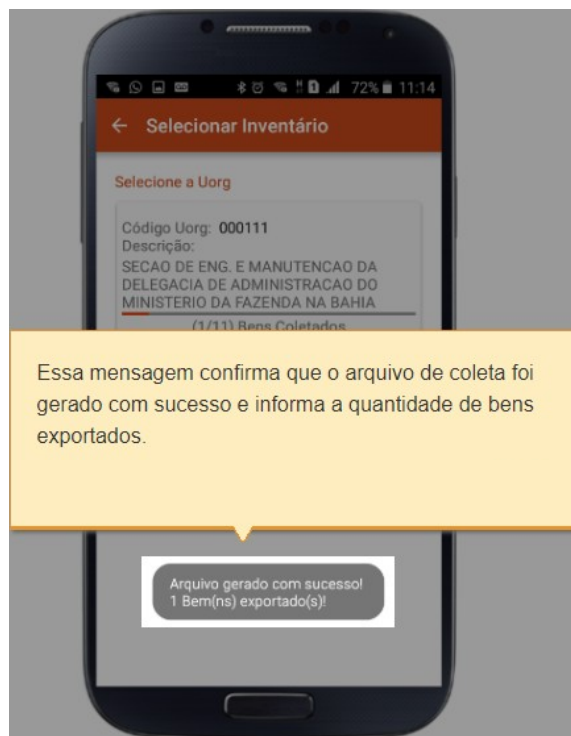 72% 11:14
Selecionar Inventário
Selecione a Uorg
Código Uorg: 000111
Descrição:
SECAO DE ENG. E MANUTENCAO DA
DELEGACIA DE ADMINISTRACAO DO
MINISTERIO DA FAZENDA NA BAHIA
(1/11) Bens Coletados
Essa mensagem confirma que o arquivo de coleta foi
gerado com sucesso e informa a quantidade de bens
exportados.
Arquivo gerado com sucesso!
1 Bem(ns) exportado(s)!